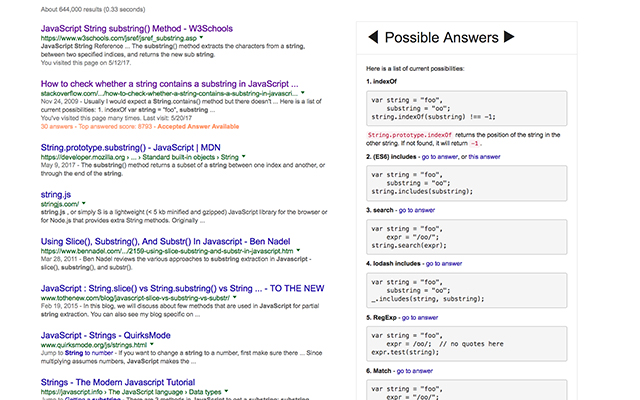 About 644,000 results (0.33 seconds)
JavaScript String substring() Method - W3Schools
https://www.w3schools.com/jsref/jsref_substring.asp
JavaScript String Reference ... The substring() method extracts the characters from a string,
between two specified indices, and returns the new sub string.
You visited this page on 5/12/17.
How to check whether a string contains a substring in JavaScript ...
stackoverflow.com/.../how-to-check-whether-a-string-contains-a-substring-in-javascri...
Nov 24, 2009 - Usually I would expect a String.contains() method but there doesn't ... Here is a list of
current possibilities: 1. indexOf var string = "foo", substring ...
You've visited this page many times. Last visit: 5/20/17
30 answers - Top answered score: 8793 - Accepted Answer Available
String.prototype.substring() - JavaScript | MDN
https://developer.mozilla.org › ... › Standard built-in objects › String
May 9, 2017 - The substring() method returns a subset of a string between one index and another, or
through the end of the string.
string.js
stringjs.com/
string.js , or simply S is a lightweight (< 5 kb minified and gzipped) JavaScript library for the browser or
for Node.js that provides extra String methods. Originally ...
Using Slice(), Substring(), And Substr() In Javascript - Ben Nadel
https://www.bennadel.com/.../2159-using-slice-substring-and-substr-in-javascript.htm
Mar 28, 2011 - Ben Nadel reviews the various approaches to substring extraction in Javascript -
slice(), substring(), and substr().
JavaScript : String.slice() vs String.substring() vs String ... - TO THE NEW
www.tothenew.com/blog/javascript-slice-vs-substring-vs-substr/
Feb 19, 2015 - In this blog, we will discuss about few methods that are used in JavaScript for partial
string extraction. You can also see my blog specific on ...
JavaScript - Strings - QuirksMode
www.quirksmode.org/js/strings.html
Jump to String to number - If you want to change a string to a number, first make sure there ... Since
multiplying assumes numbers, JavaScript makes the ...
Strings - The Modern Javascript Tutorial
https://javascript.info › The JavaScript language › Data types
Jump to Getting a substring - There are 3 methods in JavaScript to get a substring: substring,
Possible Answers
Here is a list of current possibilities:
1. indexOf
var string = "foo",
substring = "oo";
string.indexOf(substring) !== -1;
String.prototype.indexOf returns the position of the string in the
other string. If not found, it will return -1.
2. (ES6) includes - go to answer, or this answer
var string = "foo",
substring = "oo";
string.includes(substring);
3. search - go to answer
var string = "foo",
expr = "/oo/";
string.search(expr);
4. lodash includes - go to answer
var string = "foo",
substring = "oo";
_.includes(string, substring);
5. RegExp - go to answer
var string = "foo",
expr = /oo/; // no quotes here
expr.test(string);
6. Match - go to answer
var string = "foo",
expr = "/oo/";